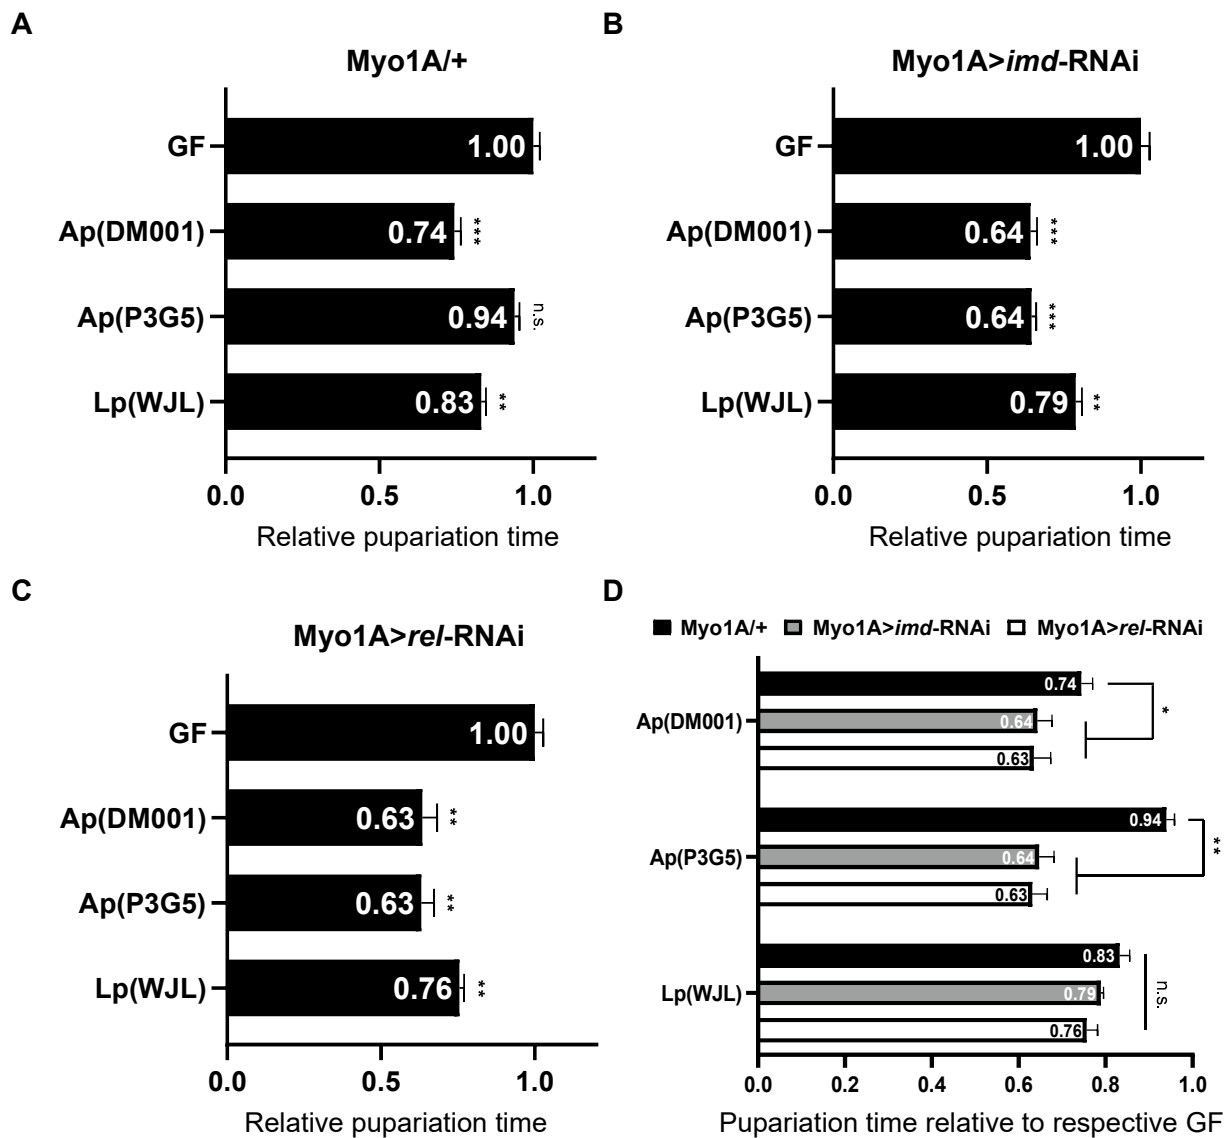 A
Myo1A/+
GF
1.00
Ap(DM001)
0.74
***
Ap(P3G5)
0.94
n.s.
Lp(WJL)
0.83
**
0.0 0.5 1.0
Relative pupariation time
B
Myo1A>imd-RNAi
GF
1.00
Ap(DM001)
0.64
***
Ap(P3G5)
0.64
***
Lp(WJL)
0.79
**
0.0 0.5 1.0
Relative pupariation time
C
Myo1A>rel-RNAi
GF
1.00
Ap(DM001)
0.63
**
Ap(P3G5)
0.63
**
Lp(WJL)
0.76
**
0.0 0.5 1.0
Relative pupariation time
D
Myo1A/+ Myo1A>imd-RNAi Myo1A>rel-RNAi
Ap(DM001)
0.74
0.64
0.63
*
Ap(P3G5)
0.94
0.64
0.63
**
Lp(WJL)
0.83
0.79
0.76
n.s.
0.0 0.2 0.4 0.6 0.8 1.0
Pupariation time relative to respective GF